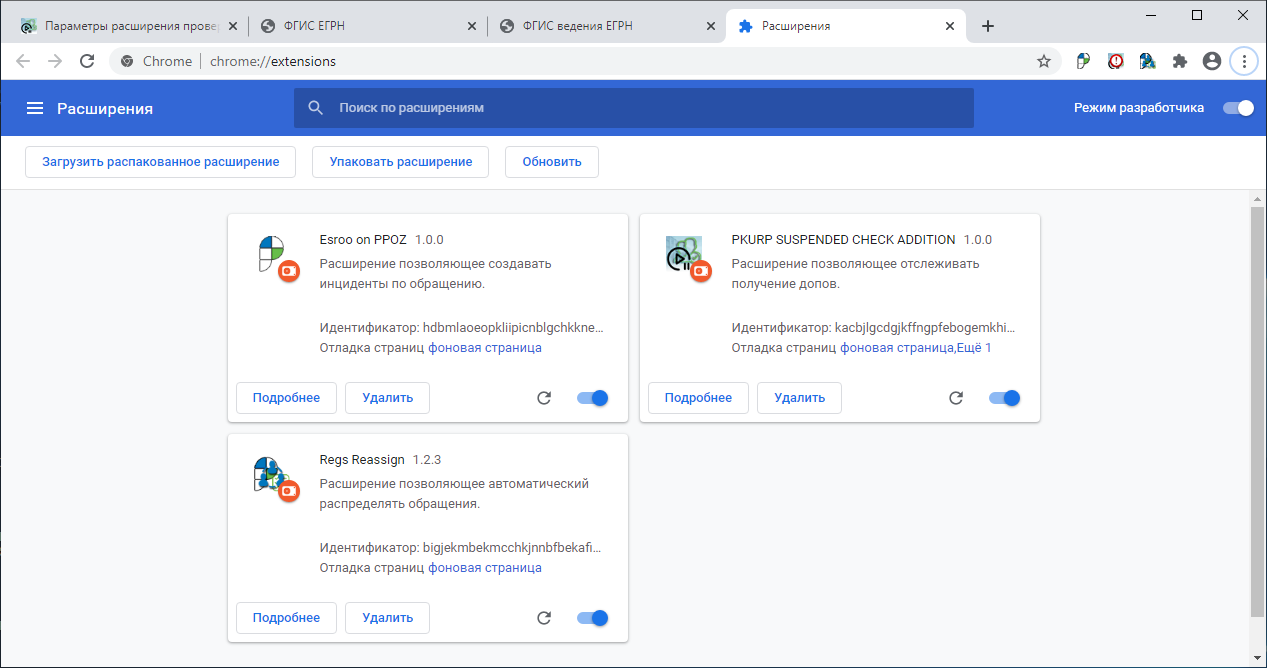 Параметры расширения прове
ФГИС ЕГРН
ФГИС ведения ЕГРН
Расширения
Chrome
chrome://extensions
Расширения
Поиск по расширениям
Режим разработчика
Загрузить распакованное расширение
Упаковать расширение
Обновить
Esroo on PPOZ 1.0.0
Расширение позволяющее создавать
инциденты по обращению.
Идентификатор: hdbmlaoeopkliipicnblgchkkne...
Отладка страниц фоновая страница
Подробнее
Удалить
PKURP SUSPENDED CHECK ADDITION 1.0.0
Расширение позволяющее отслеживать
получение допов.
Идентификатор: kacbjlgcdgjkffngpfebogemkhi...
Отладка страниц фоновая страница,Ещё 1
Подробнее
Удалить
Regs Reassign 1.2.3
Расширение позволяющее автоматический
распределять обращения.
Идентификатор: bigjekmbekmcchkjnnbfbekafi...
Отладка страниц фоновая страница
Подробнее
Удалить